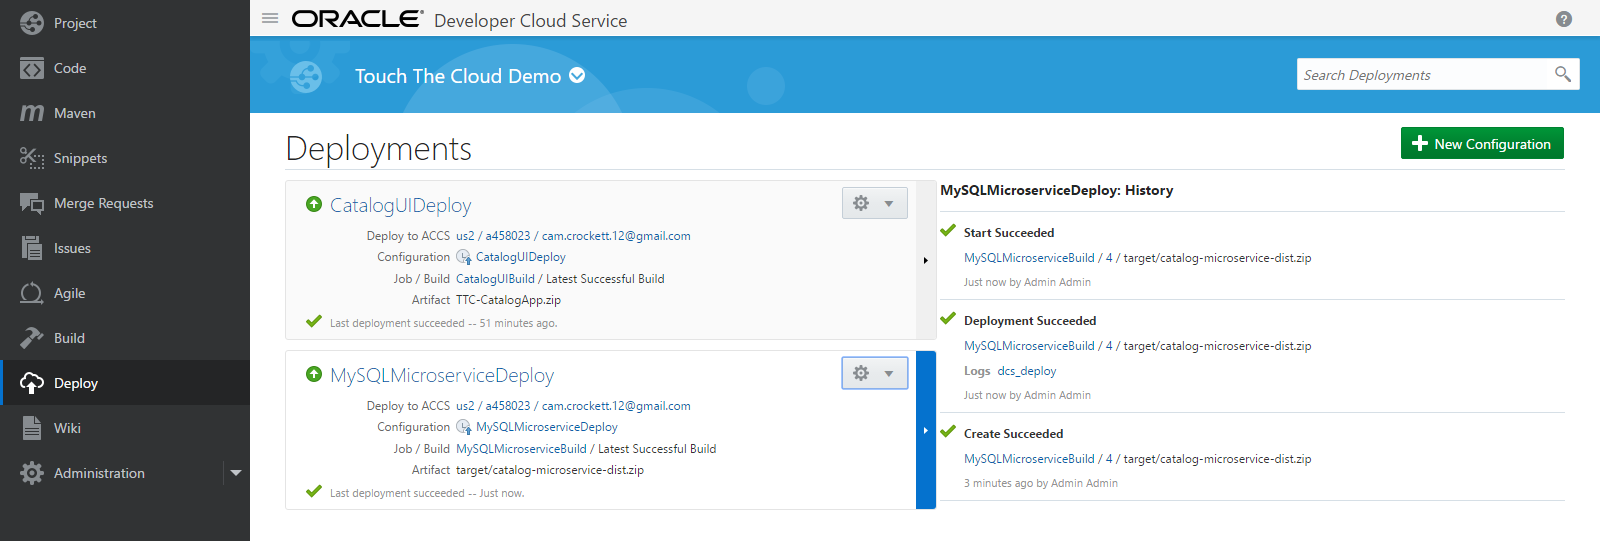 Project
Code
Maven
Snippets
Merge Requests
Issues
Agile
Build
Deploy
Wiki
Administration
ORACLE® Developer Cloud Service
?
Touch The Cloud Demo
Search Deployments
Deployments
New Configuration
CatalogUIDeploy
Deploy to ACCS us2 / a458023 / cam.crockett.12@gmail.com
Configuration CatalogUIDeploy
Job / Build CatalogUIBuild / Latest Successful Build
Artifact TTC-CatalogApp.zip
Last deployment succeeded -- 51 minutes ago.
MySQLMicroserviceDeploy
Deploy to ACCS us2 / a458023 / cam.crockett.12@gmail.com
Configuration MySQLMicroserviceDeploy
Job / Build MySQLMicroserviceBuild / Latest Successful Build
Artifact target/catalog-microservice-dist.zip
Last deployment succeeded -- Just now.
MySQLMicroserviceDeploy: History
Start Succeeded
MySQLMicroserviceBuild / 4 / target/catalog-microservice-dist.zip
Just now by Admin Admin
Deployment Succeeded
MySQLMicroserviceBuild / 4 / target/catalog-microservice-dist.zip
Logs dcs_deploy
Just now by Admin Admin
Create Succeeded
MySQLMicroserviceBuild / 4 / target/catalog-microservice-dist.zip
3 minutes ago by Admin Admin